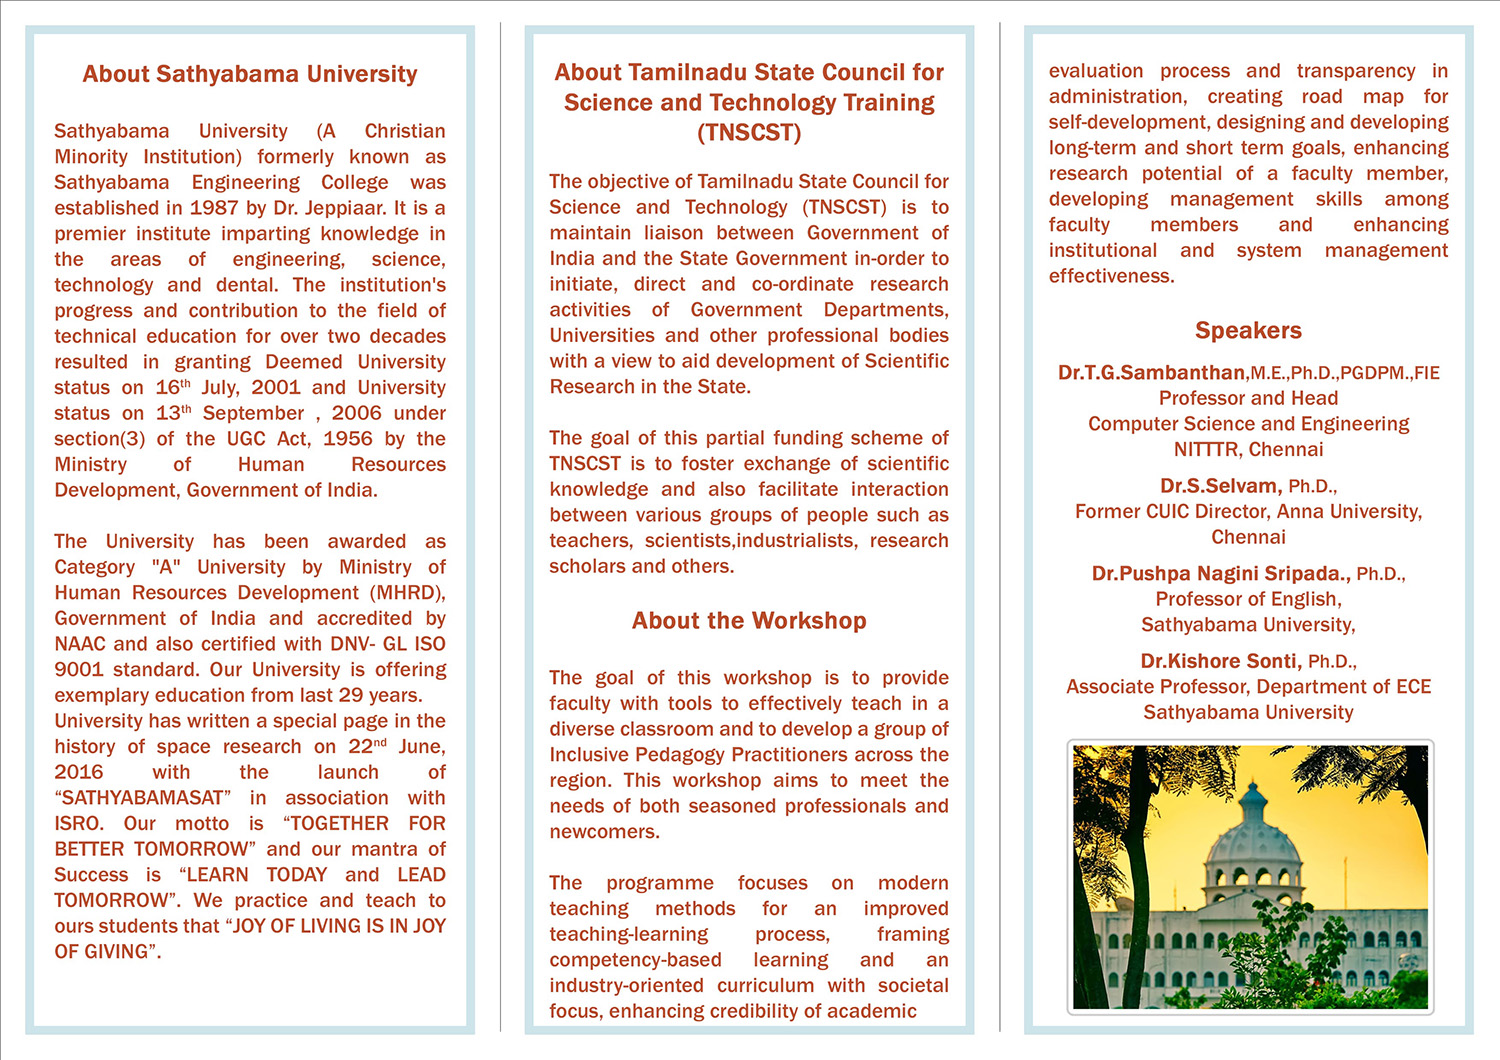 About Sathyabama University
Sathyabama University (A Christian
Minority Institution) formerly known as
Sathyabama Engineering College was
established in 1987 by Dr. Jeppiaar. It is a
premier institute imparting knowledge in
the areas of engineering, science,
technology and dental. The institution's
progress and contribution to the field of
technical education for over two decades
resulted in granting Deemed University
status on 16th July, 2001 and University
status on 13th September , 2006 under
section(3) of the UGC Act, 1956 by the
Ministry of Human Resources
Development, Government of India.
The University has been awarded as
Category "A" University by Ministry of
Human Resources Development (MHRD),
Government of India and accredited by
NAAC and also certified with DNV- GL ISO
9001 standard. Our University is offering
exemplary education from last 29 years.
University has written a special page in the
history of space research on 22nd June,
2016 with the launch of
“SATHYABAMASAT” in association with
ISRO. Our motto is “TOGETHER FOR
BETTER TOMORROW” and our mantra of
Success is “LEARN TODAY and LEAD
TOMORROW”. We practice and teach to
ours students that “JOY OF LIVING IS IN JOY
OF GIVING”.
About Tamilnadu State Council for
Science and Technology Training
(TNSCST)
The objective of Tamilnadu State Council for
Science and Technology (TNSCST) is to
maintain liaison between Government of
India and the State Government in-order to
initiate, direct and co-ordinate research
activities of Government Departments,
Universities and other professional bodies
with a view to aid development of Scientific
Research in the State.
The goal of this partial funding scheme of
TNSCST is to foster exchange of scientific
knowledge and also facilitate interaction
between various groups of people such as
teachers, scientists,industrialists, research
scholars and others.
About the Workshop
The goal of this workshop is to provide
faculty with tools to effectively teach in a
diverse classroom and to develop a group of
Inclusive Pedagogy Practitioners across the
region. This workshop aims to meet the
needs of both seasoned professionals and
newcomers.
The programme focuses on modern
teaching methods for an improved
teaching-learning process, framing
competency-based learning and an
industry-oriented curriculum with societal
focus, enhancing credibility of academic
evaluation process and transparency in
administration, creating road map for
self-development, designing and developing
long-term and short term goals, enhancing
research potential of a faculty member,
developing management skills among
faculty members and enhancing
institutional and system management
effectiveness.
Speakers
Dr.T.G.Sambanthan,M.E.,Ph.D.,PGDPM.,FIE
Professor and Head
Computer Science and Engineering
NITTTR, Chennai
Dr.S.Selvam, Ph.D.,
Former CUIC Director, Anna University,
Chennai
Dr.Pushpa Nagini Sripada., Ph.D.,
Professor of English,
Sathyabama University,
Dr.Kishore Sonti, Ph.D.,
Associate Professor, Department of ECE
Sathyabama University